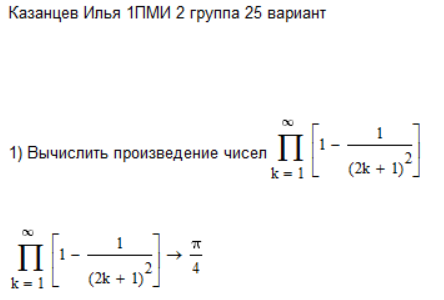 Казанцев Илья 1ПМИ 2 группа 25 вариант
1) Вычислить произведение чисел ∏_{k = 1}^{∞} [1 - 1/(2k + 1)^2]
∏_{k = 1}^{∞} [1 - 1/(2k + 1)^2] → π/4